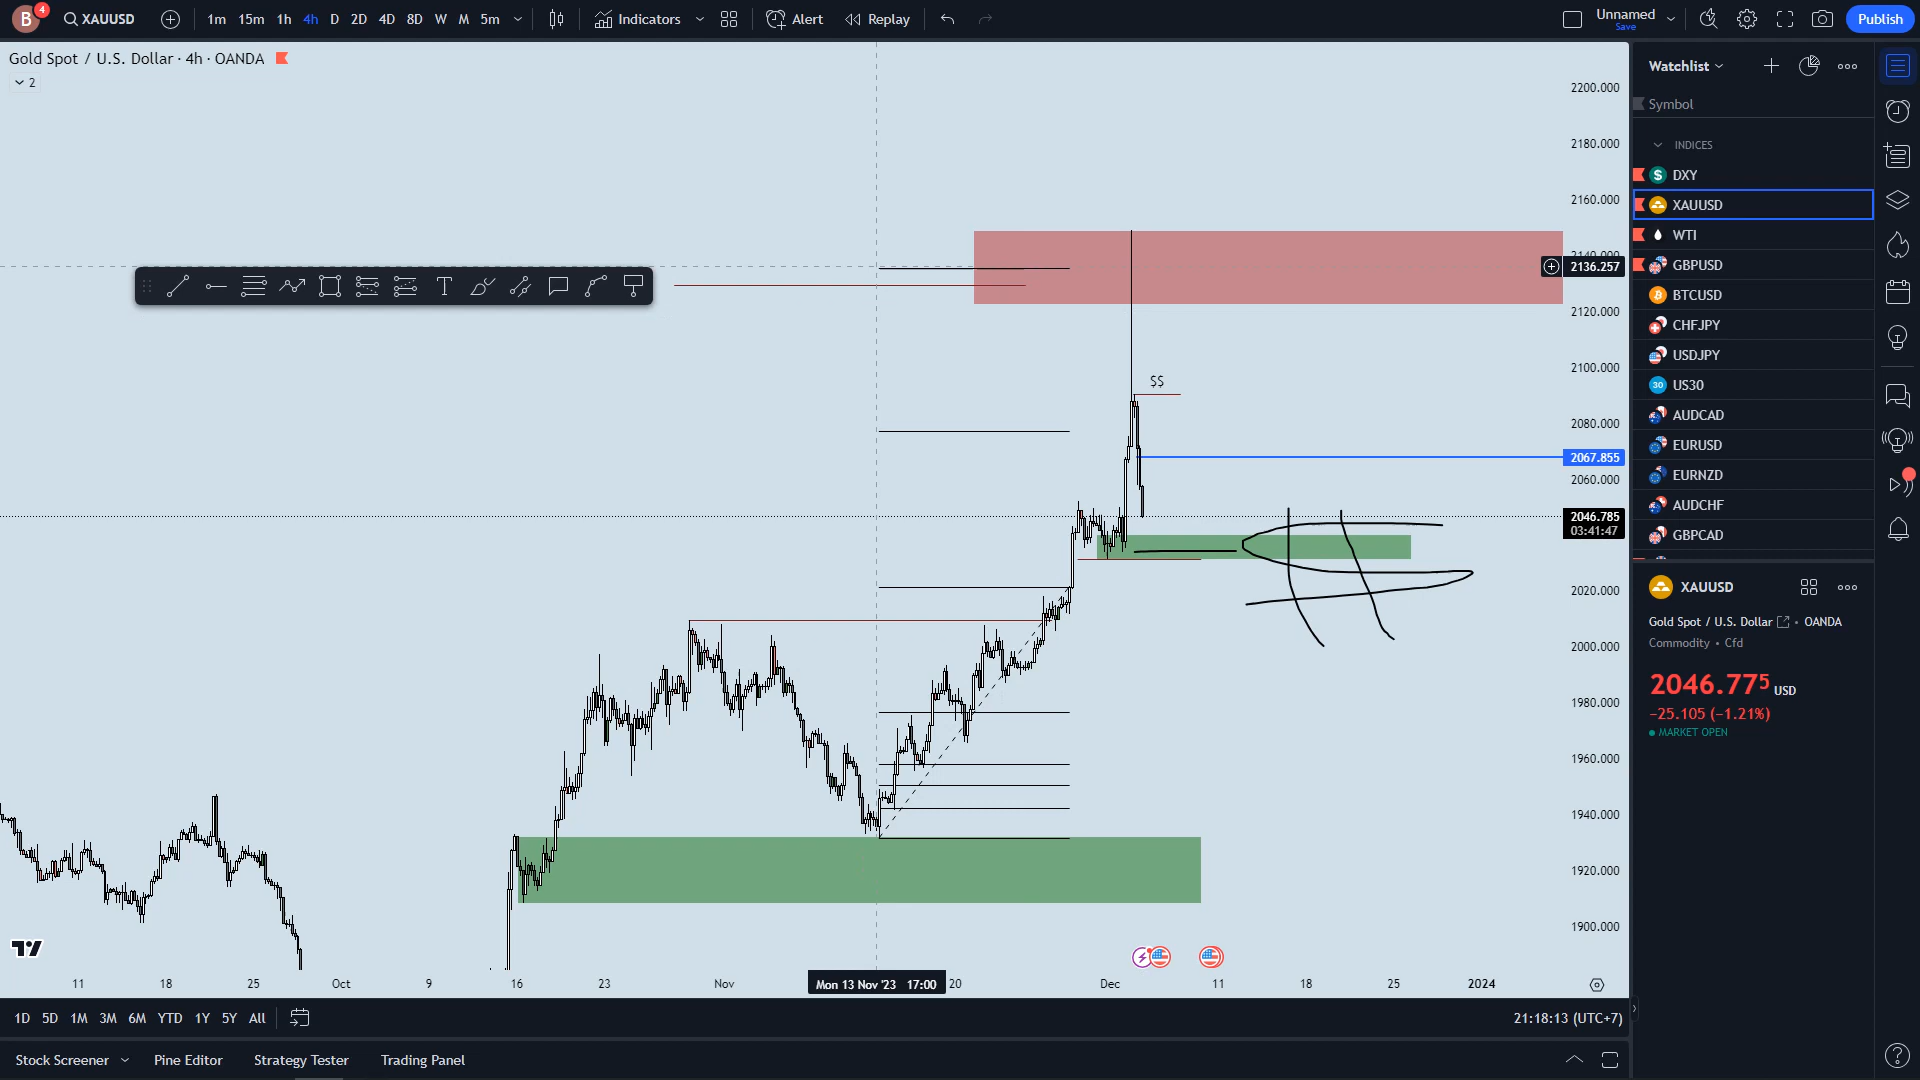 B 4 XAUUSD 1m 15m 1h 4h D 2D 4D 8D W M 5m Indicators Alert Replay Unnamed Save Publish
Gold Spot / U.S. Dollar · 4h · OANDA
2
2200.000
2180.000
2160.000
2140.000
2136.257
2120.000
2100.000
$$
2080.000
2067.855
2060.000
2046.785
03:41:47
2020.000
2000.000
1980.000
1960.000
1940.000
1920.000
1900.000
11 18 25 Oct 9 16 23 Nov Mon 13 Nov '23 17:00 20 Dec 11 18 25 2024
1D 5D 1M 3M 6M YTD 1Y 5Y All 21:18:13 (UTC+7)
Stock Screener Pine Editor Strategy Tester Trading Panel
Watchlist
Symbol
INDICES
DXY
XAUUSD
WTI
GBPUSD
BTCUSD
CHFJPY
USDJPY
30 US30
AUDCAD
EURUSD
EURNZD
AUDCHF
GBPCAD
XAUUSD
Gold Spot / U.S. Dollar · OANDA
Commodity · Cfd
2046.775 USD
−25.105 (−1.21%)
MARKET OPEN